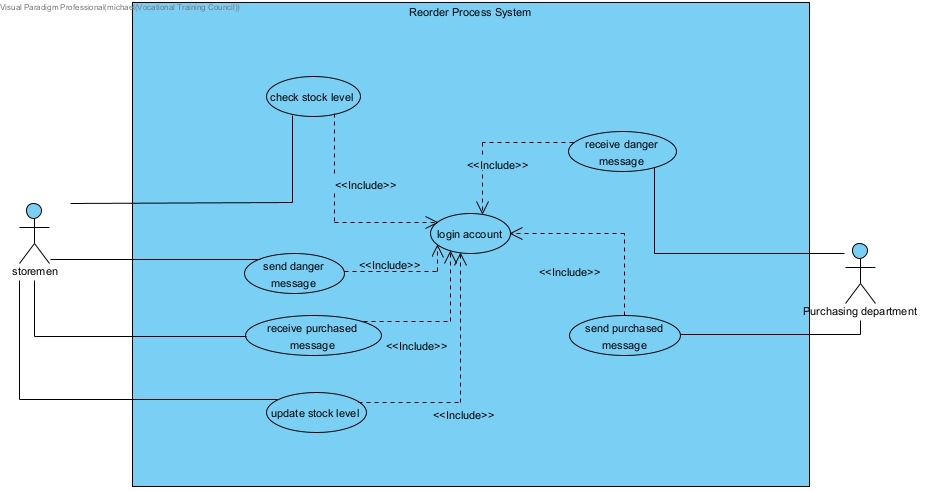 Visual Paradigm Professional(michael(Vocational Training Council))
Reorder Process System
check stock level
receive danger
message
<<Include>>
<<Include>>
login account
storemen
send danger
message
<<Include>>
<<Include>>
Purchasing department
receive purchased
message
<<Include>>
send purchased
message
update stock level
<<Include>>